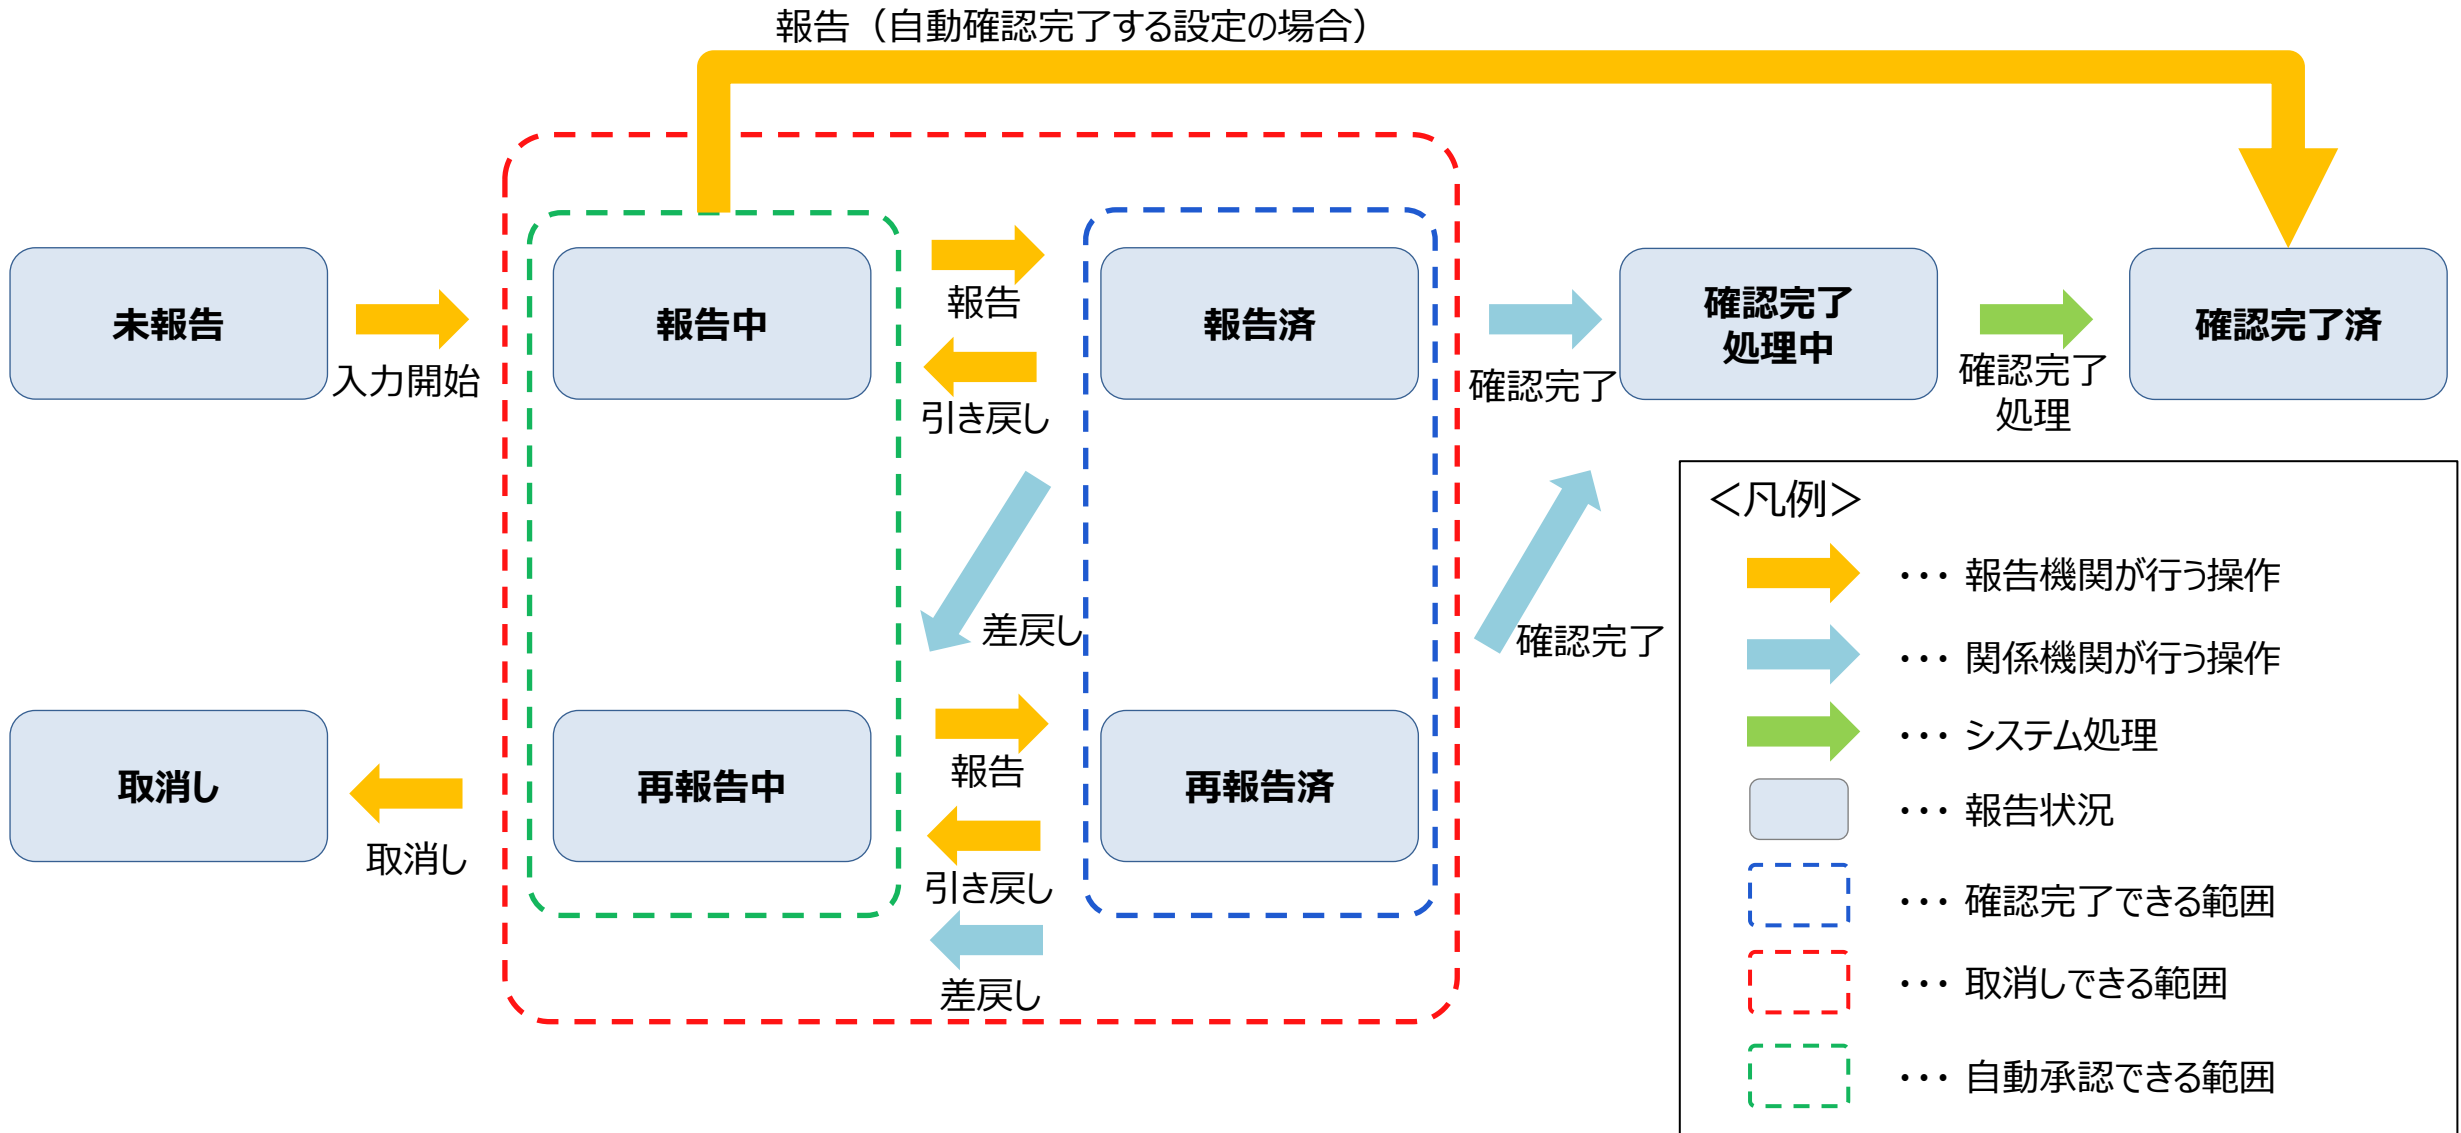 報告（自動確認完了する設定の場合）
未報告
入力開始
報告中
報告
引き戻し
報告済
確認完了
確認完了
処理中
確認完了
処理
確認完了済
差戻し
確認完了
取消し
取消し
再報告中
報告
引き戻し
差戻し
再報告済
＜凡例＞
・・・ 報告機関が行う操作
・・・ 関係機関が行う操作
・・・ システム処理
・・・ 報告状況
・・・ 確認完了できる範囲
・・・ 取消しできる範囲
・・・ 自動承認できる範囲